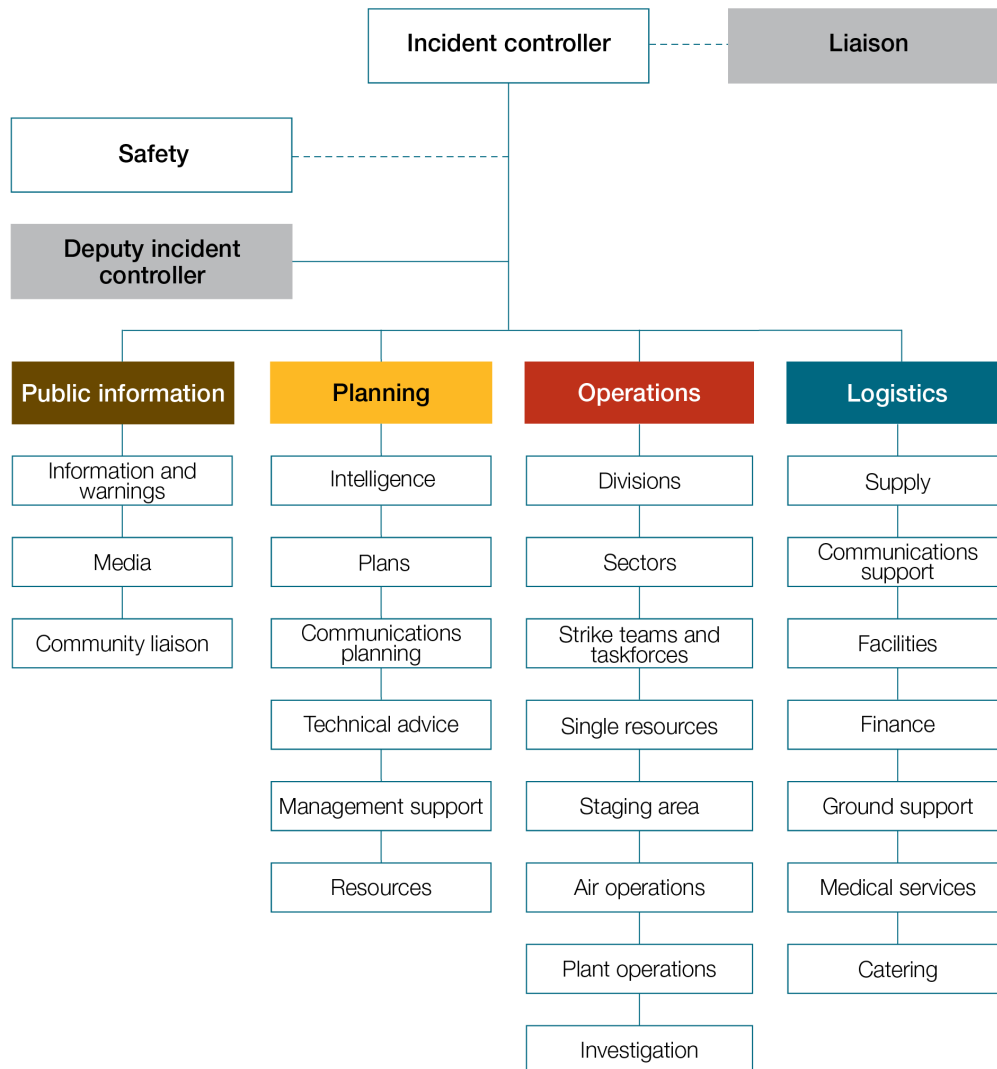 Incident controller
Liaison
Safety
Deputy incident
controller
Public information
Planning
Operations
Logistics
Information and
warnings
Media
Community liaison
Intelligence
Plans
Communications
planning
Technical advice
Management support
Resources
Divisions
Sectors
Strike teams and
taskforces
Single resources
Staging area
Air operations
Plant operations
Investigation
Supply
Communications
support
Facilities
Finance
Ground support
Medical services
Catering